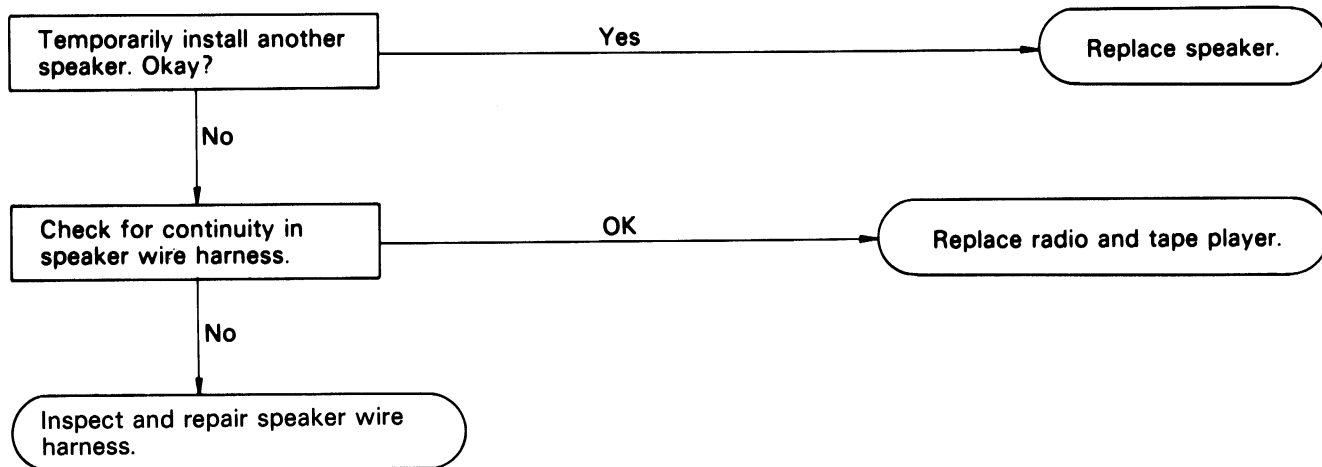 Temporarily install another
speaker. Okay?
Yes
Replace speaker.
No
Check for continuity in
speaker wire harness.
OK
Replace radio and tape player.
No
Inspect and repair speaker wire
harness.